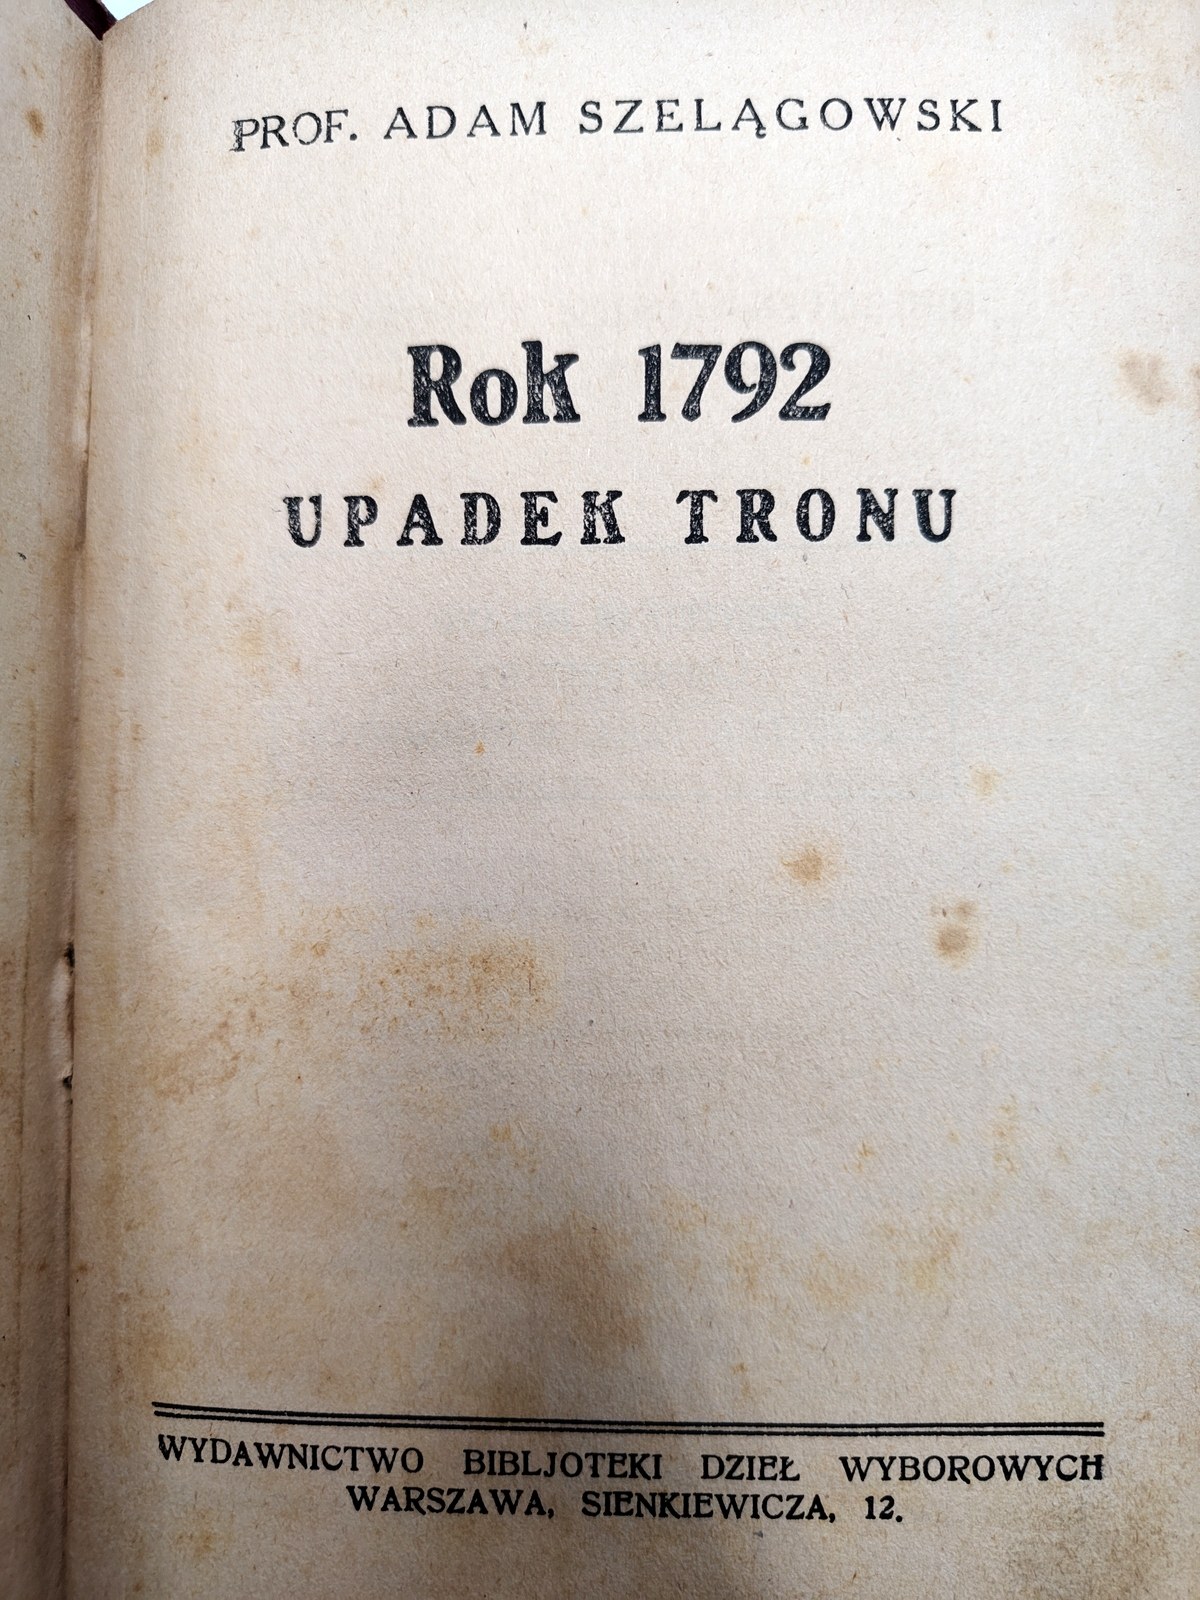 PROF. ADAM SZELĄGOWSKI
Rok 1792
UPADEK TRONU
WYDAWNICTWO BIBLJOTEKI DZIEŁ WYBOROWYCH
WARSZAWA, SIENKIEWICZA, 12.